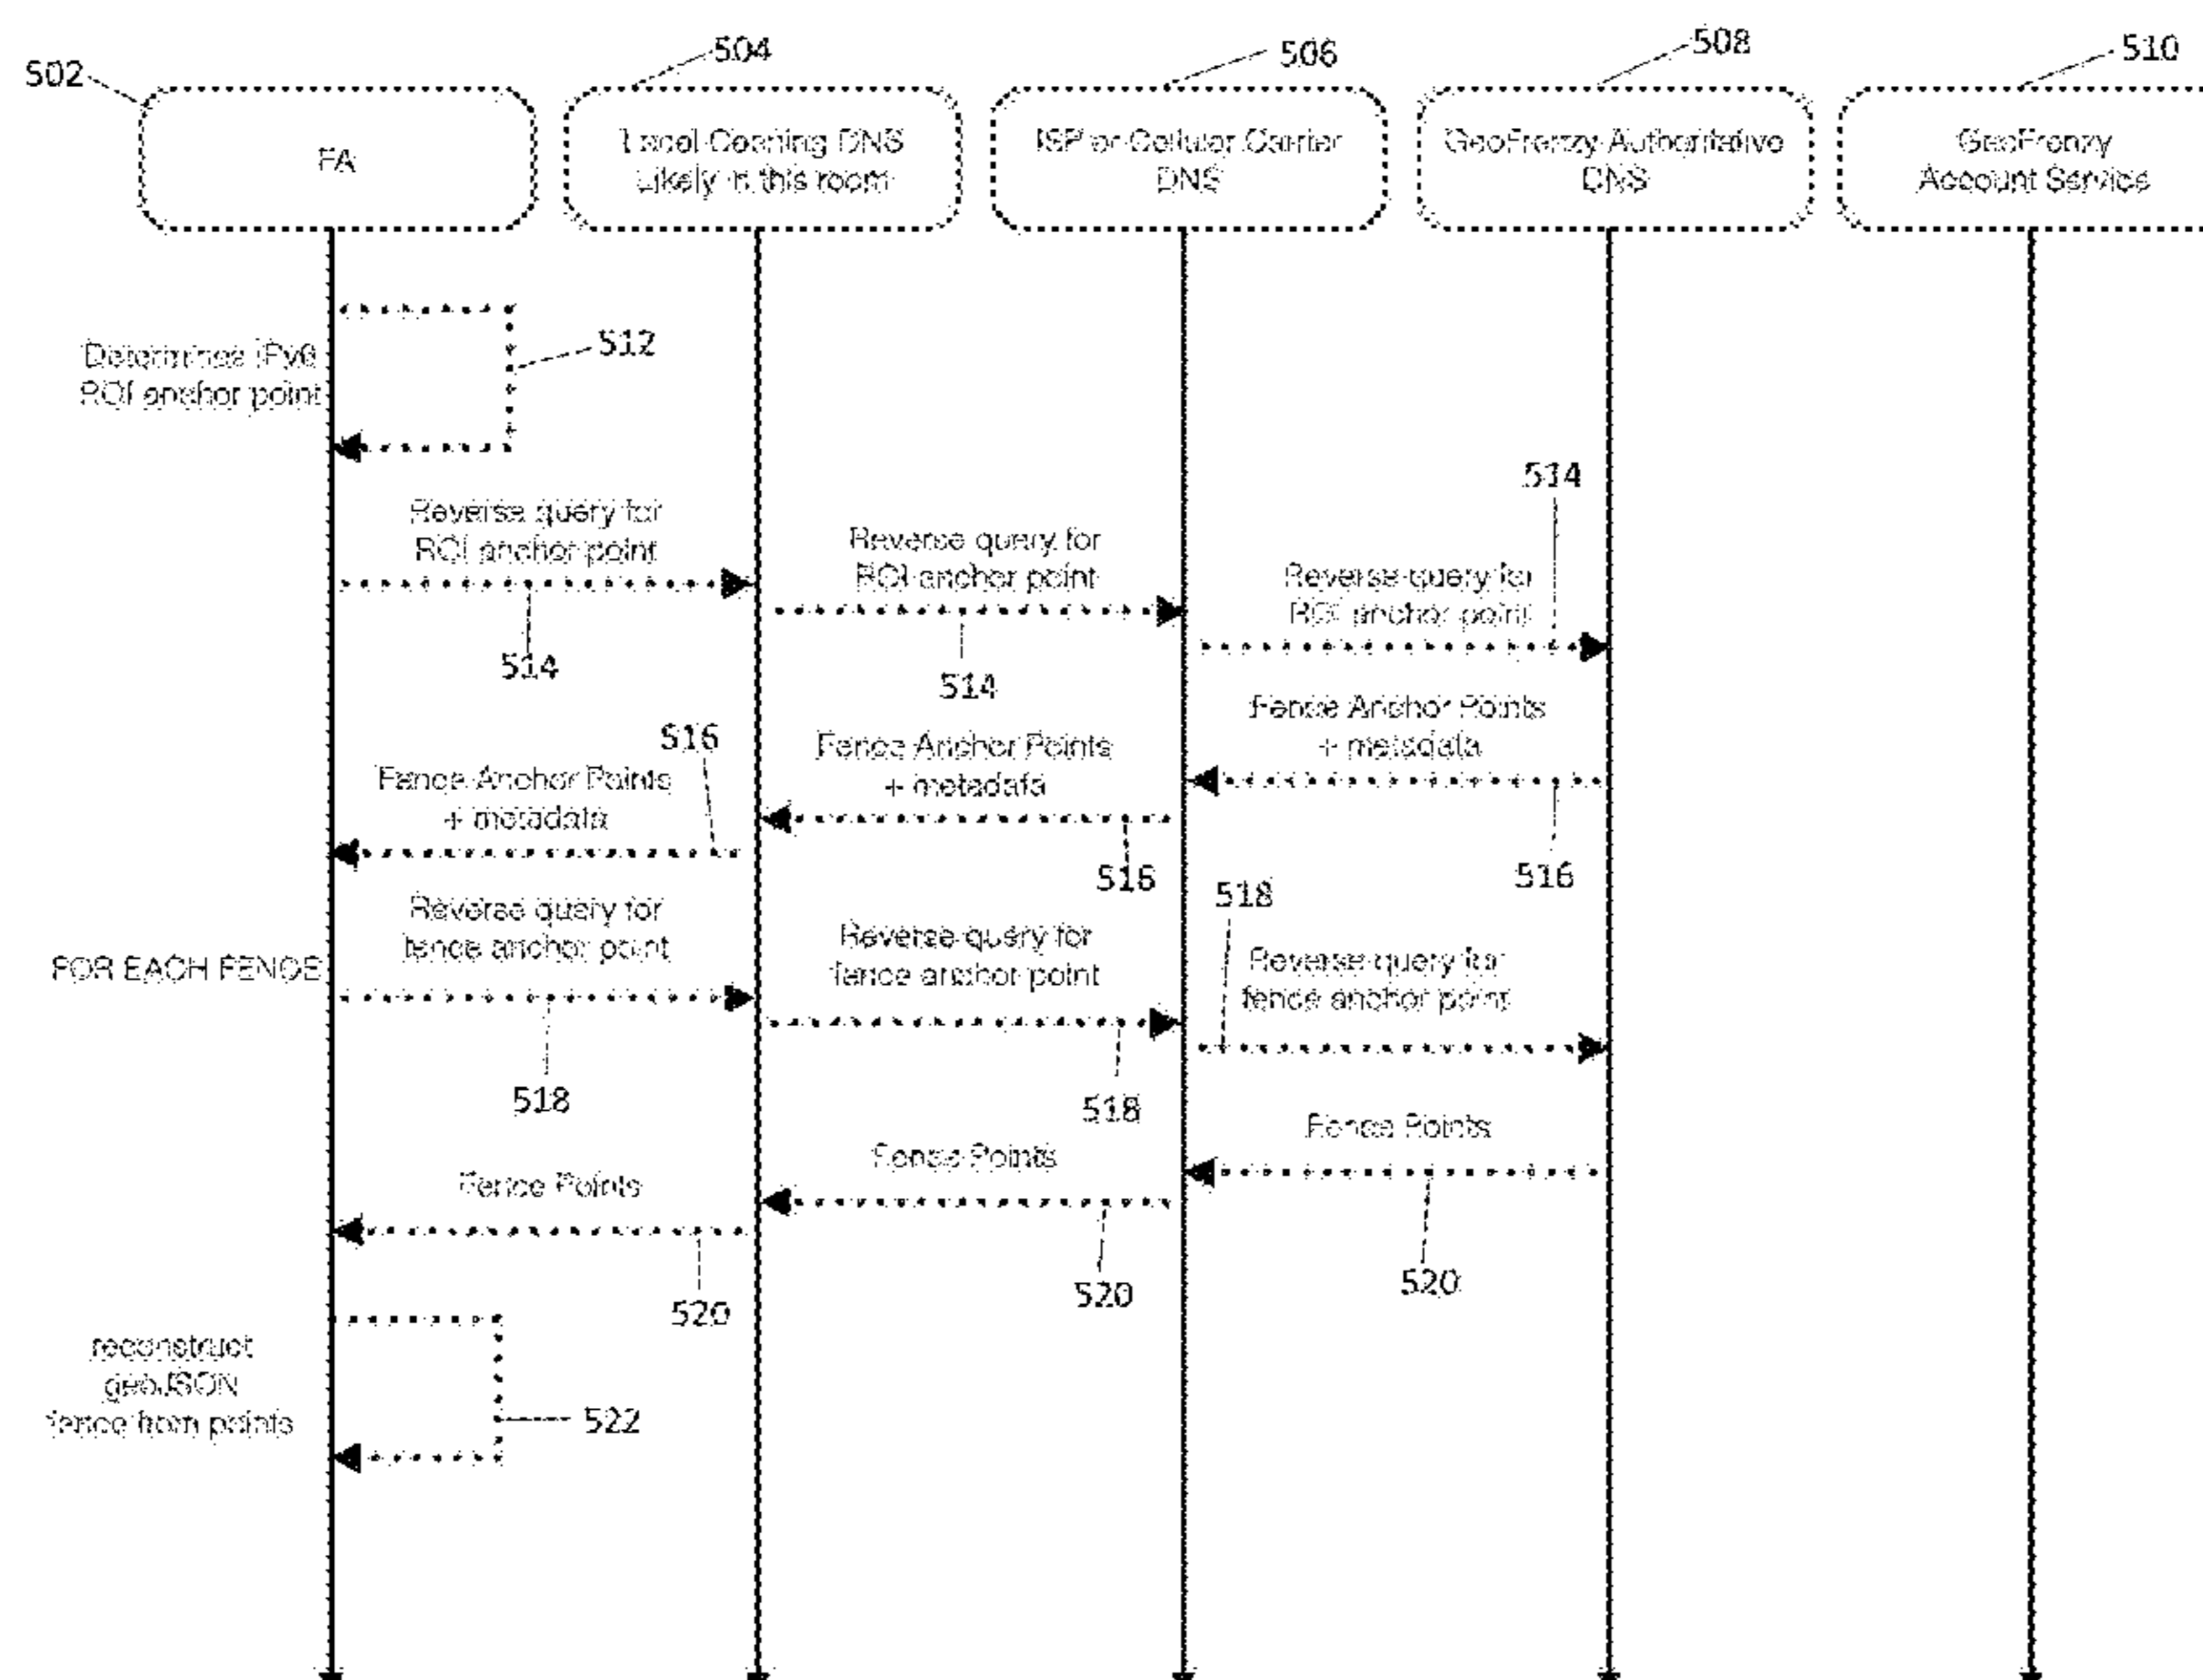 502
504
506
508
510
FA
Local Caching DNS
Likely in this room
ISP or Cellular Carrier
DNS
GeoFrenzy Authoritative
DNS
GeoFrenzy
Account Service
Determines IPv6
ROI anchor point
512
Reverse query for
ROI anchor point
514
Reverse query for
ROI anchor point
514
514
Reverse query for
ROI anchor point
Fence Anchor Points
+ metadata
516
Fence Anchor Points
+ metadata
516
516
Fence Anchor Points
+ metadata
FOR EACH FENCE
Reverse query for
fence anchor point
518
Reverse query for
fence anchor point
518
518
Reverse query for
fence anchor point
Fence Points
520
Fence Points
520
Fence Points
520
reconstruct
geoJSON
fence from points
522